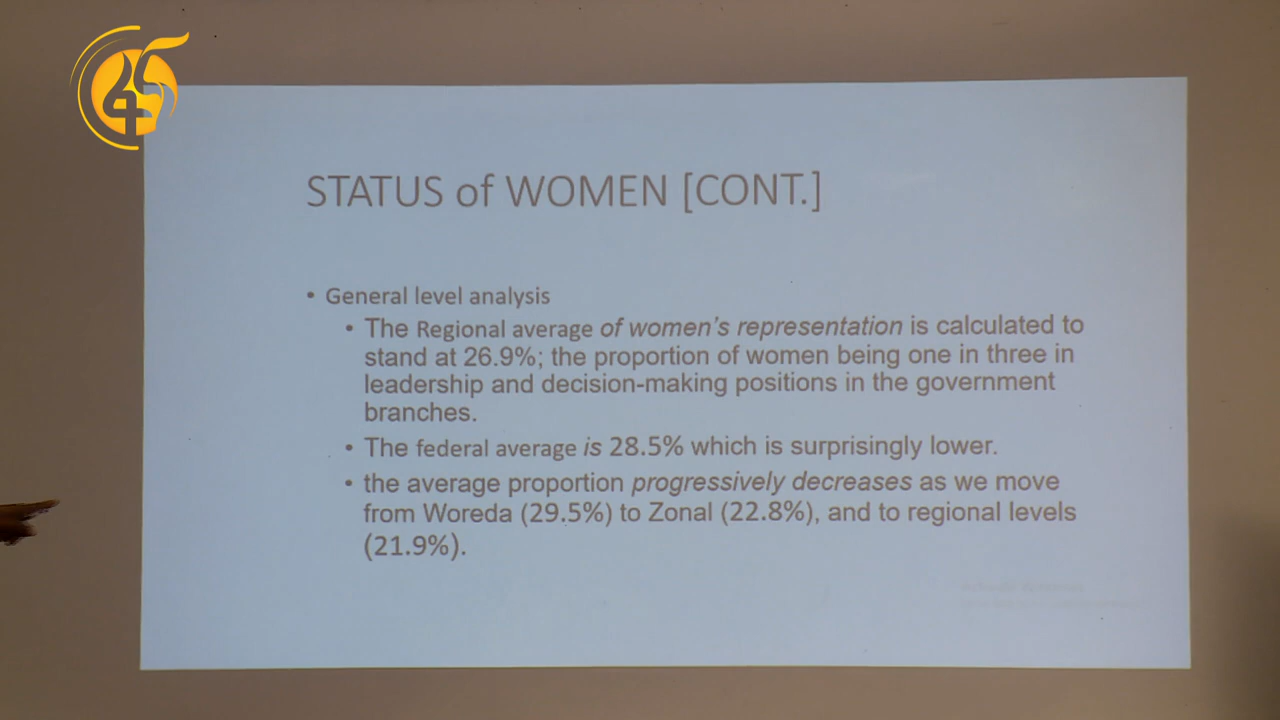 STATUS of WOMEN [CONT.]
• General level analysis
• The Regional average of women's representation is calculated to
stand at 26.9%; the proportion of women being one in three in
leadership and decision-making positions in the government
branches.
• The federal average is 28.5% which is surprisingly lower.
• the average proportion progressively decreases as we move
from Woreda (29.5%) to Zonal (22.8%), and to regional levels
(21.9%).